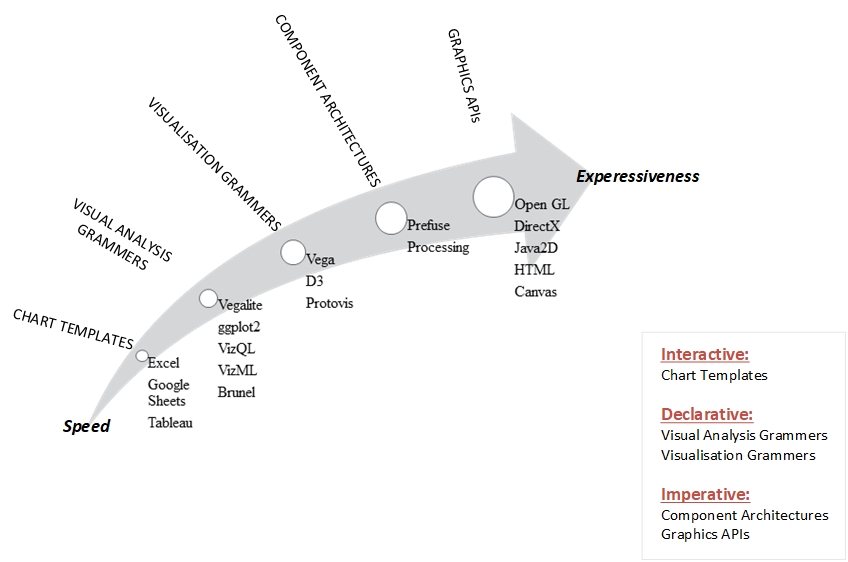 GRAPHICS APIs
COMPONENT ARCHITECTURES
VISUALISATION GRAMMERS
VISUAL ANALYSIS
GRAMMERS
CHART TEMPLATES
Experessiveness
Open GL
DirectX
Java2D
HTML
Canvas
Prefuse
Processing
Vega
D3
Protovis
Vegalite
ggplot2
VizQL
VizML
Brunel
Excel
Google
Sheets
Tableau
Speed
Interactive:
Chart Templates
Declarative:
Visual Analysis Grammers
Visualisation Grammers
Imperative:
Component Architectures
Graphics APIs